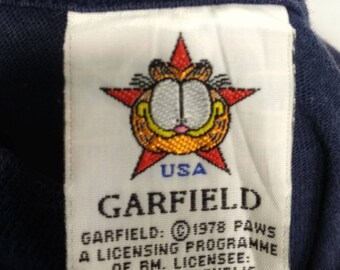 USA
GARFIELD
GARFIELD: ©1978 PAWS
A LICENSING PROGRAMME
OF BM. LICENSEE: